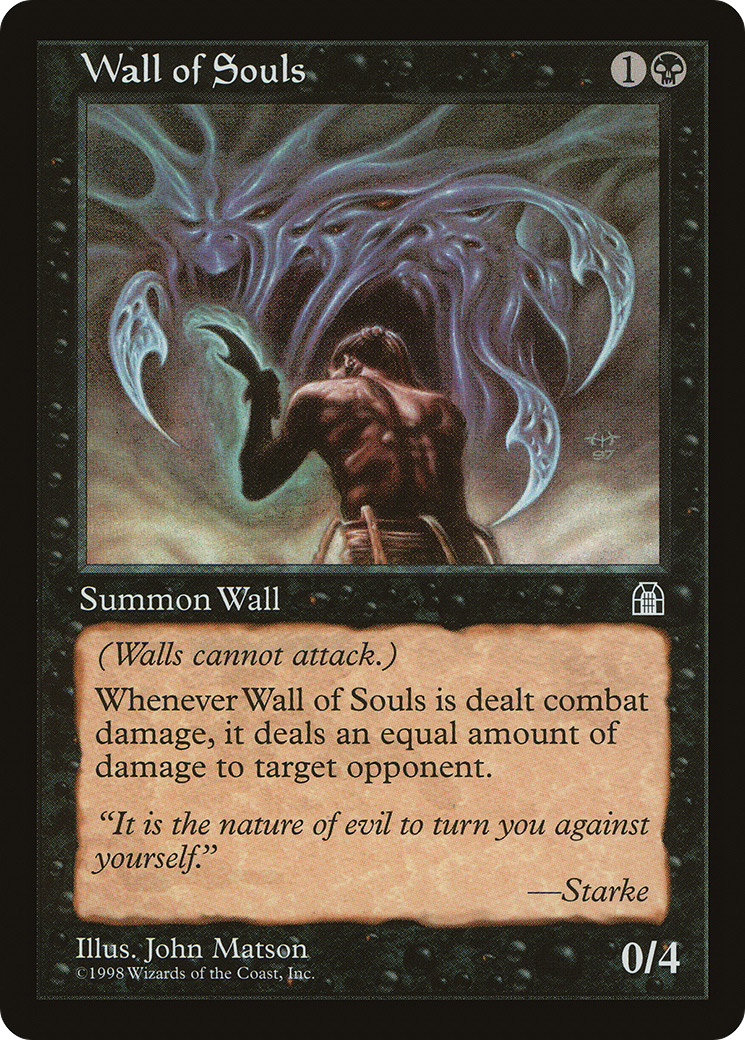 Wall of Souls 1
97
Summon Wall
(Walls cannot attack.)
Whenever Wall of Souls is dealt combat
damage, it deals an equal amount of
damage to target opponent.
“It is the nature of evil to turn you against
yourself.”
—Starke
Illus. John Matson
©1998 Wizards of the Coast, Inc.
0/4